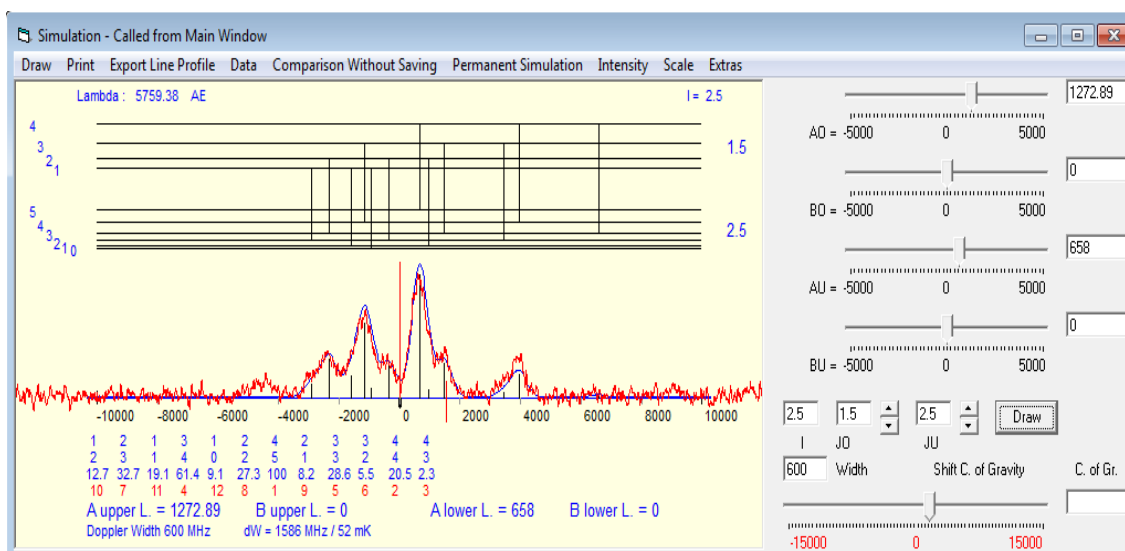 Simulation - Called from Main Window
Draw Print Export Line Profile Data Comparison Without Saving Permanent Simulation Intensity Scale Extras
Lambda : 5759.38 AE I = 2.5
4
3
2
1
1.5
5
4
3
2
1
0
2.5
-10000 -8000 -6000 -4000 -2000 0 2000 4000 6000 8000 10000
1 2 1 3 1 2 4 2 3 3 4 4
2 3 1 4 0 2 5 1 3 2 4 3
12.7 32.7 19.1 61.4 9.1 27.3 100 8.2 28.6 5.5 20.5 2.3
10 7 11 4 12 8 1 9 5 6 2 3
A upper L. = 1272.89 B upper L. = 0 A lower L. = 658 B lower L. = 0
Doppler Width 600 MHz dW = 1586 MHz / 52 mK
1272.89
AO = -5000 0 5000
0
BO = -5000 0 5000
658
AU = -5000 0 5000
0
BU = -5000 0 5000
2.5 1.5 2.5 Draw
I JO JU
600 Width Shift C. of Gravity C. of Gr.
-15000 0 15000